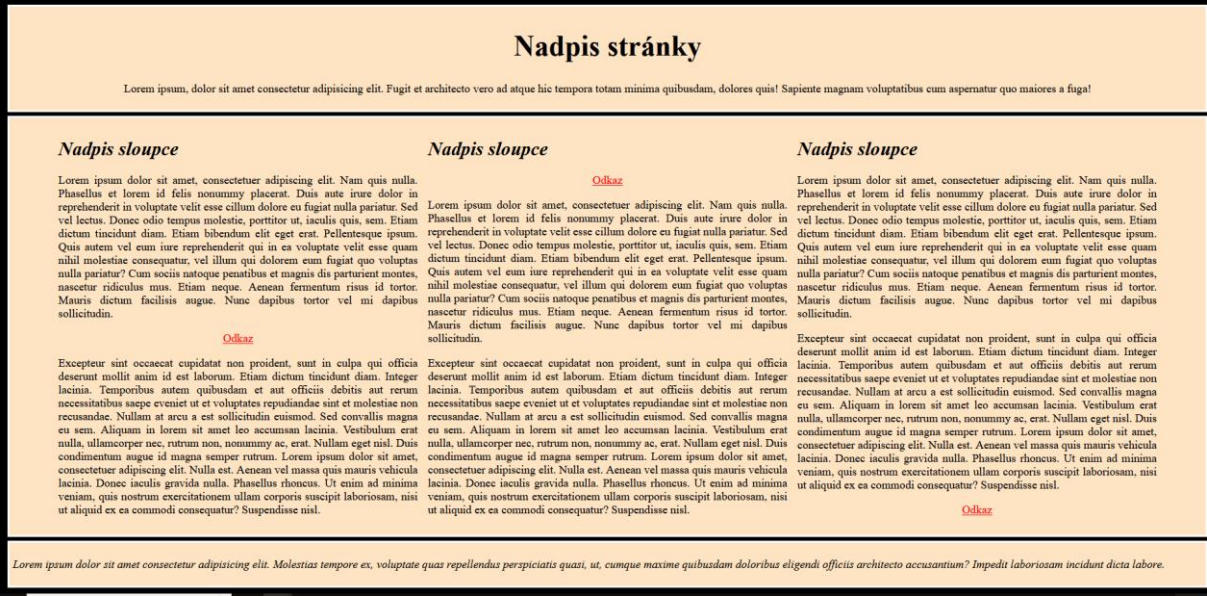 Nadpis stránky
Lorem ipsum, dolor sit amet consectetur adipisicing elit. Fugit et architecto vero ad atque hic tempora totam minima quibusdam, dolores quis! Sapiente magnam voluptatibus cum aspernatur quo maiores a fuga!
Nadpis sloupce
Lorem ipsum dolor sit amet, consectetuer adipiscing elit. Nam quis nulla.
Phasellus et lorem id felis nonummy placerat. Duis aute irure dolor in
reprehenderit in voluptate velit esse cillum dolore eu fugiat nulla pariatur. Sed
vel lectus. Donec odio tempus molestie, porttitor ut, iaculis quis, sem. Etiam
dictum tincidunt diam. Etiam bibendum elit eget erat. Pellentesque ipsum.
Quis autem vel eum iure reprehenderit qui in ea voluptate velit esse quam
nihil molestiae consequatur, vel illum qui dolorem eum fugiat quo voluptas
nulla pariatur? Cum sociis natoque penatibus et magnis dis parturient montes,
nascetur ridiculus mus. Etiam neque. Aenean fermentum risus id tortor.
Mauris dictum facilisis augue. Nunc dapibus tortor vel mi dapibus
sollicitudin.
Odkaz
Excepteur sint occaecat cupidatat non proident, sunt in culpa qui officia
deserunt mollit anim id est laborum. Etiam dictum tincidunt diam. Integer
lacinia. Temporibus autem quibusdam et aut officiis debitis aut rerum
necessitatibus saepe eveniet ut et voluptates repudiandae sint et molestiae non
recusandae. Nullam at arcu a est sollicitudin euismod. Sed convallis magna
eu sem. Aliquam in lorem sit amet leo accumsan lacinia. Vestibulum erat
nulla, ullamcorper nec, rutrum non, nonummy ac, erat. Nullam eget nisl. Duis
condimentum augue id magna semper rutrum. Lorem ipsum dolor sit amet,
consectetuer adipiscing elit. Nulla est. Aenean vel massa quis mauris vehicula
lacinia. Donec iaculis gravida nulla. Phasellus rhoncus. Ut enim ad minima
veniam, quis nostrum exercitationem ullam corporis suscipit laboriosam, nisi
ut aliquid ex ea commodi consequatur? Suspendisse nisl.
Nadpis sloupce
Odkaz
Lorem ipsum dolor sit amet, consectetuer adipiscing elit. Nam quis nulla.
Phasellus et lorem id felis nonummy placerat. Duis aute irure dolor in
reprehenderit in voluptate velit esse cillum dolore eu fugiat nulla pariatur. Sed
vel lectus. Donec odio tempus molestie, porttitor ut, iaculis quis, sem. Etiam
dictum tincidunt diam. Etiam bibendum elit eget erat. Pellentesque ipsum.
Quis autem vel eum iure reprehenderit qui in ea voluptate velit esse quam
nihil molestiae consequatur, vel illum qui dolorem eum fugiat quo voluptas
nulla pariatur? Cum sociis natoque penatibus et magnis dis parturient montes,
nascetur ridiculus mus. Etiam neque. Aenean fermentum risus id tortor.
Mauris dictum facilisis augue. Nunc dapibus tortor vel mi dapibus
sollicitudin.
Excepteur sint occaecat cupidatat non proident, sunt in culpa qui officia
deserunt mollit anim id est laborum. Etiam dictum tincidunt diam. Integer
lacinia. Temporibus autem quibusdam et aut officiis debitis aut rerum
necessitatibus saepe eveniet ut et voluptates repudiandae sint et molestiae non
recusandae. Nullam at arcu a est sollicitudin euismod. Sed convallis magna
eu sem. Aliquam in lorem sit amet leo accumsan lacinia. Vestibulum erat
nulla, ullamcorper nec, rutrum non, nonummy ac, erat. Nullam eget nisl. Duis
condimentum augue id magna semper rutrum. Lorem ipsum dolor sit amet,
consectetuer adipiscing elit. Nulla est. Aenean vel massa quis mauris vehicula
lacinia. Donec iaculis gravida nulla. Phasellus rhoncus. Ut enim ad minima
veniam, quis nostrum exercitationem ullam corporis suscipit laboriosam, nisi
ut aliquid ex ea commodi consequatur? Suspendisse nisl.
Nadpis sloupce
Lorem ipsum dolor sit amet, consectetuer adipiscing elit. Nam quis nulla.
Phasellus et lorem id felis nonummy placerat. Duis aute irure dolor in
reprehenderit in voluptate velit esse cillum dolore eu fugiat nulla pariatur. Sed
vel lectus. Donec odio tempus molestie, porttitor ut, iaculis quis, sem. Etiam
dictum tincidunt diam. Etiam bibendum elit eget erat. Pellentesque ipsum.
Quis autem vel eum iure reprehenderit qui in ea voluptate velit esse quam
nihil molestiae consequatur, vel illum qui dolorem eum fugiat quo voluptas
nulla pariatur? Cum sociis natoque penatibus et magnis dis parturient montes,
nascetur ridiculus mus. Etiam neque. Aenean fermentum risus id tortor.
Mauris dictum facilisis augue. Nunc dapibus tortor vel mi dapibus
sollicitudin.
Excepteur sint occaecat cupidatat non proident, sunt in culpa qui officia
deserunt mollit anim id est laborum. Etiam dictum tincidunt diam. Integer
lacinia. Temporibus autem quibusdam et aut officiis debitis aut rerum
necessitatibus saepe eveniet ut et voluptates repudiandae sint et molestiae non
recusandae. Nullam at arcu a est sollicitudin euismod. Sed convallis magna
eu sem. Aliquam in lorem sit amet leo accumsan lacinia. Vestibulum erat
nulla, ullamcorper nec, rutrum non, nonummy ac, erat. Nullam eget nisl. Duis
condimentum augue id magna semper rutrum. Lorem ipsum dolor sit amet,
consectetuer adipiscing elit. Nulla est. Aenean vel massa quis mauris vehicula
lacinia. Donec iaculis gravida nulla. Phasellus rhoncus. Ut enim ad minima
veniam, quis nostrum exercitationem ullam corporis suscipit laboriosam, nisi
ut aliquid ex ea commodi consequatur? Suspendisse nisl.
Odkaz
Lorem ipsum dolor sit amet consectetur adipisicing elit. Molestias tempore ex, voluptate quas repellendus perspiciatis quasi, ut, cumque maxime quibusdam doloribus eligendi officiis architecto accusantium? Impedit laboriosam incidunt dicta labore.